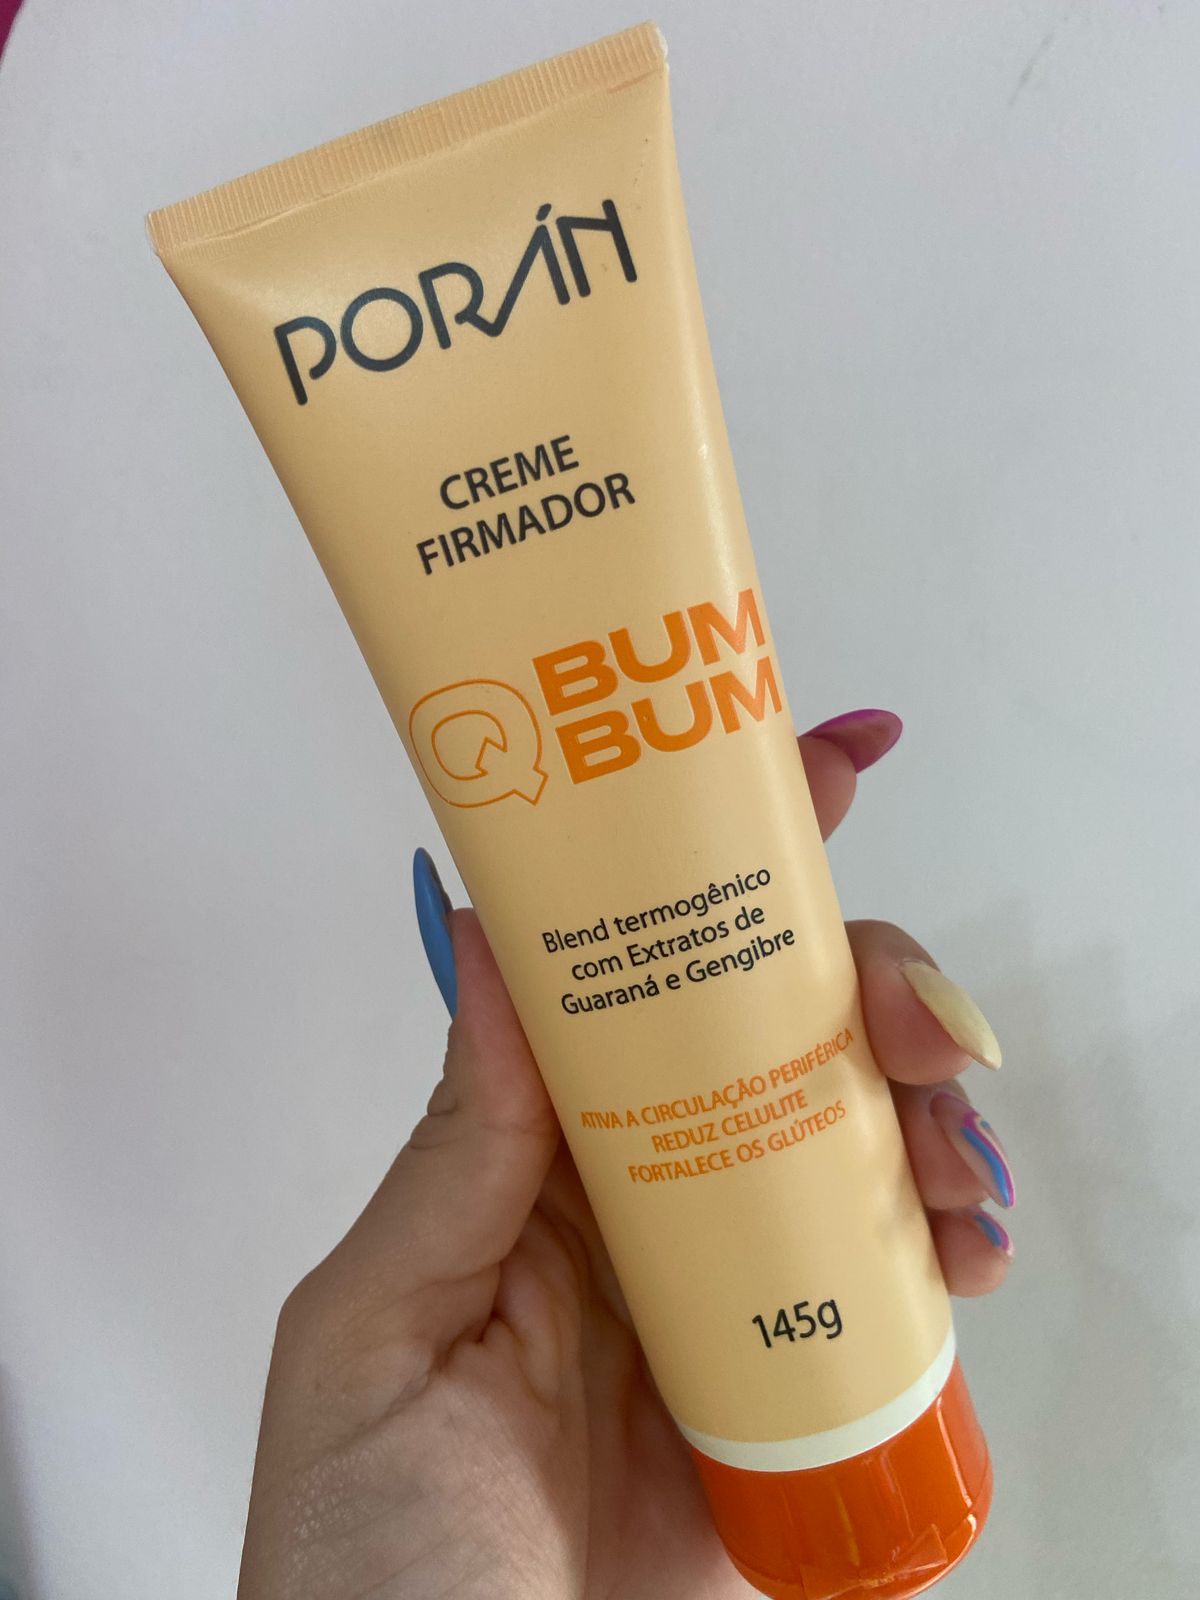 PORÁN
CREME
FIRMADOR
Q BUM
BUM
Blend termogênico
com Extratos de
Guaraná e Gengibre
ATIVA A CIRCULAÇÃO PERIFÉRICA
REDUZ CELULITE
FORTALECE OS GLÚTEOS
145g